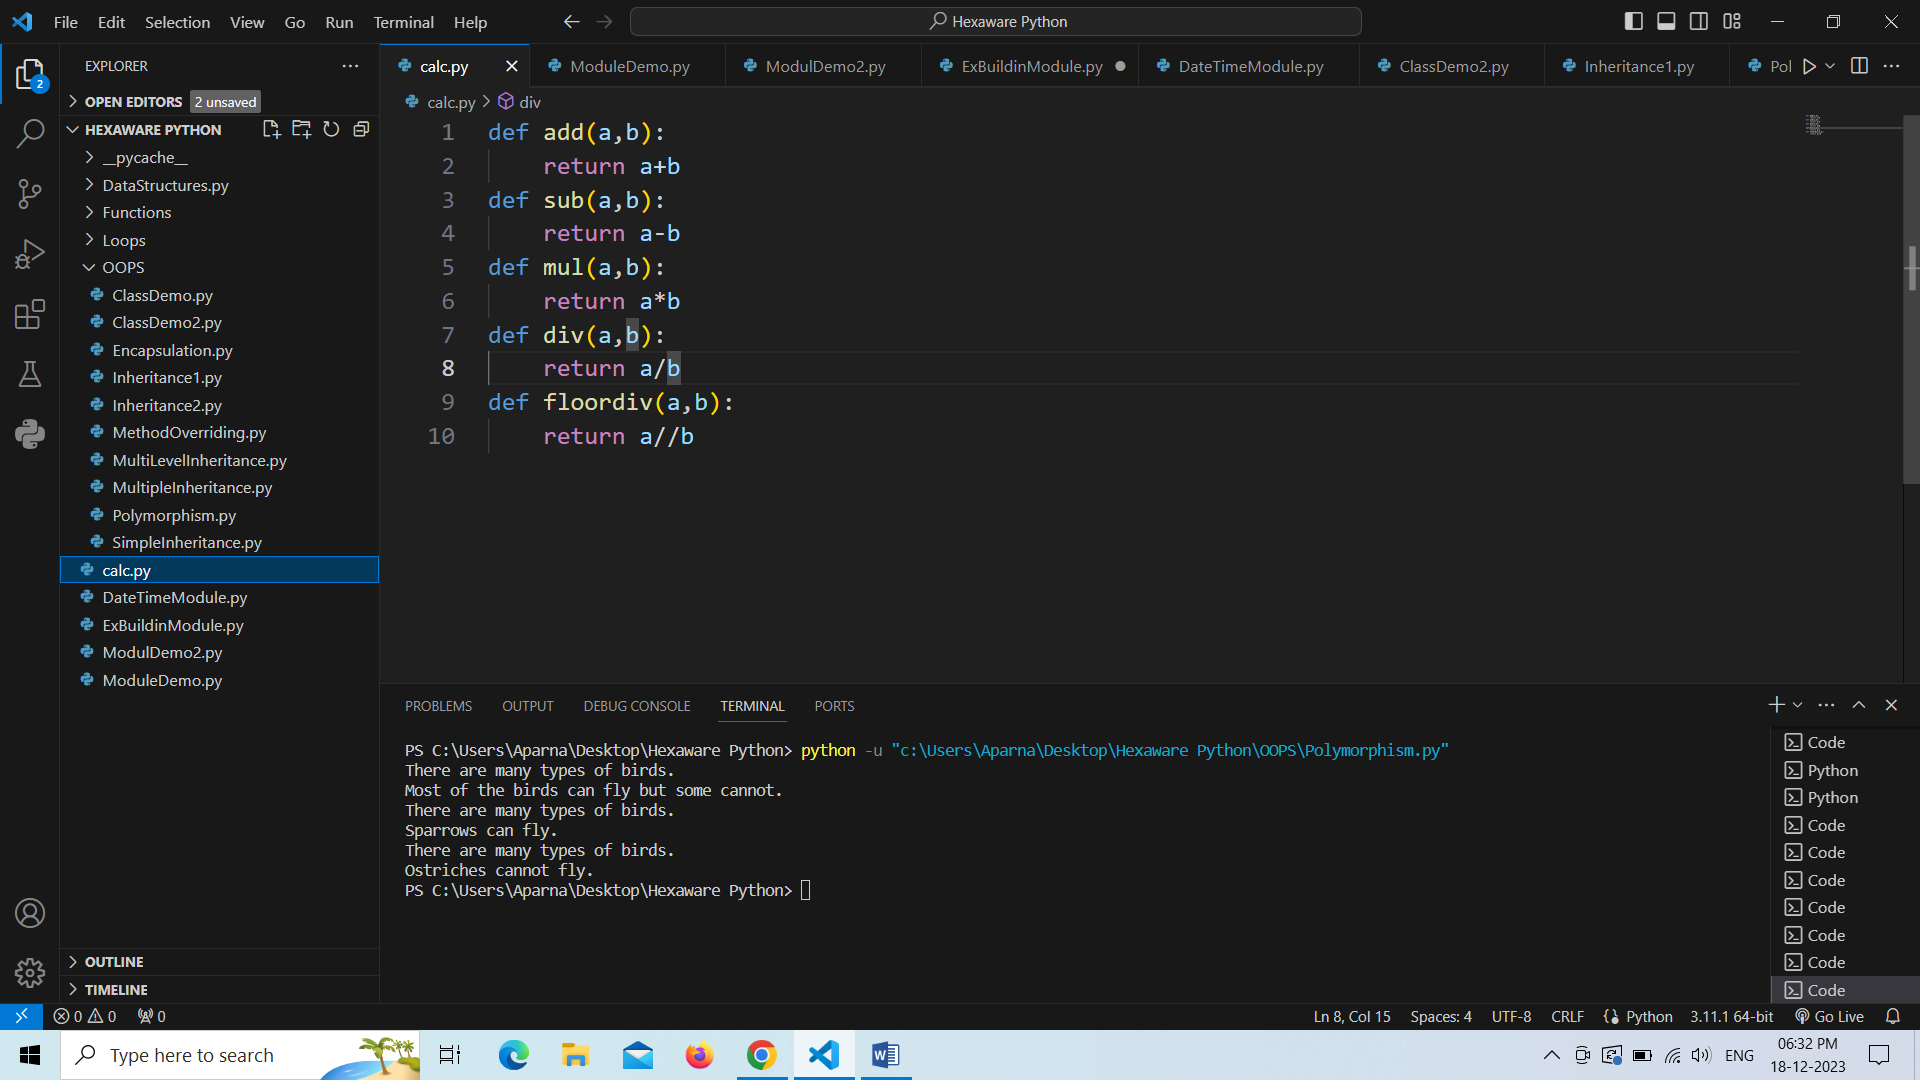 File Edit Selection View Go Run Terminal Help
Hexaware Python
EXPLORER
2
OPEN EDITORS 2 unsaved
HEXAWARE PYTHON
__pycache__
DataStructures.py
Functions
Loops
OOPS
ClassDemo.py
ClassDemo2.py
Encapsulation.py
Inheritance1.py
Inheritance2.py
MethodOverriding.py
MultiLevelInheritance.py
MultipleInheritance.py
Polymorphism.py
SimpleInheritance.py
calc.py
DateTimeModule.py
ExBuildinModule.py
ModulDemo2.py
ModuleDemo.py
OUTLINE
TIMELINE
calc.py ModuleDemo.py ModulDemo2.py ExBuildinModule.py DateTimeModule.py ClassDemo2.py Inheritance1.py Pol
calc.py > div
1 def add(a,b):
2 return a+b
3 def sub(a,b):
4 return a-b
5 def mul(a,b):
6 return a*b
7 def div(a,b):
8 return a/b
9 def floordiv(a,b):
10 return a//b
PROBLEMS OUTPUT DEBUG CONSOLE TERMINAL PORTS
PS C:\Users\Aparna\Desktop\Hexaware Python> python -u "c:\Users\Aparna\Desktop\Hexaware Python\OOPS\Polymorphism.py"
There are many types of birds.
Most of the birds can fly but some cannot.
There are many types of birds.
Sparrows can fly.
There are many types of birds.
Ostriches cannot fly.
PS C:\Users\Aparna\Desktop\Hexaware Python>
Code
Python
Python
Code
Code
Code
Code
Code
Code
Code
0 0 0 Ln 8, Col 15 Spaces: 4 UTF-8 CRLF Python 3.11.1 64-bit Go Live
Type here to search
ENG
06:32 PM
18-12-2023